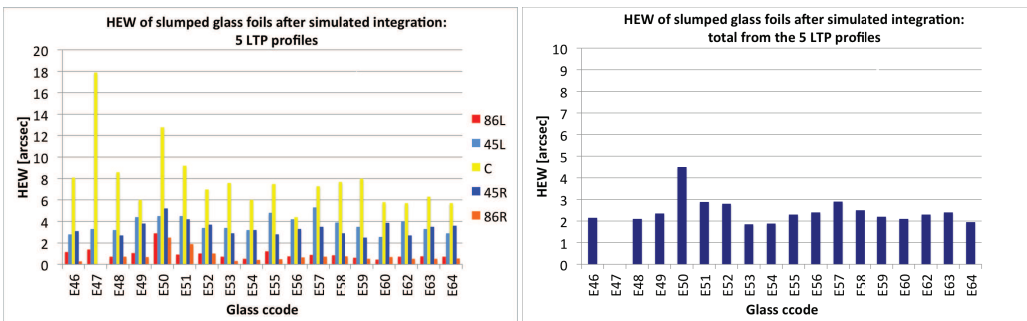 HEW of slumped glass foils after simulated integration:
5 LTP profiles
20
18
16
14
12
10
8
6
4
2
0
HEW [arcsec]
E46
E47
E48
E49
E50
E51
E52
E53
E54
E55
E56
E57
F58
E59
E60
E62
E63
E64
Glass ccode
86L
45L
C
45R
86R
HEW of slumped glass foils after simulated integration:
total from the 5 LTP profiles
10
9
8
7
6
5
4
3
2
1
0
HEW [arcsec]
E46
E47
E48
E49
E50
E51
E52
E53
E54
E55
E56
E57
F58
E59
E60
E62
E63
E64
Glass ccode